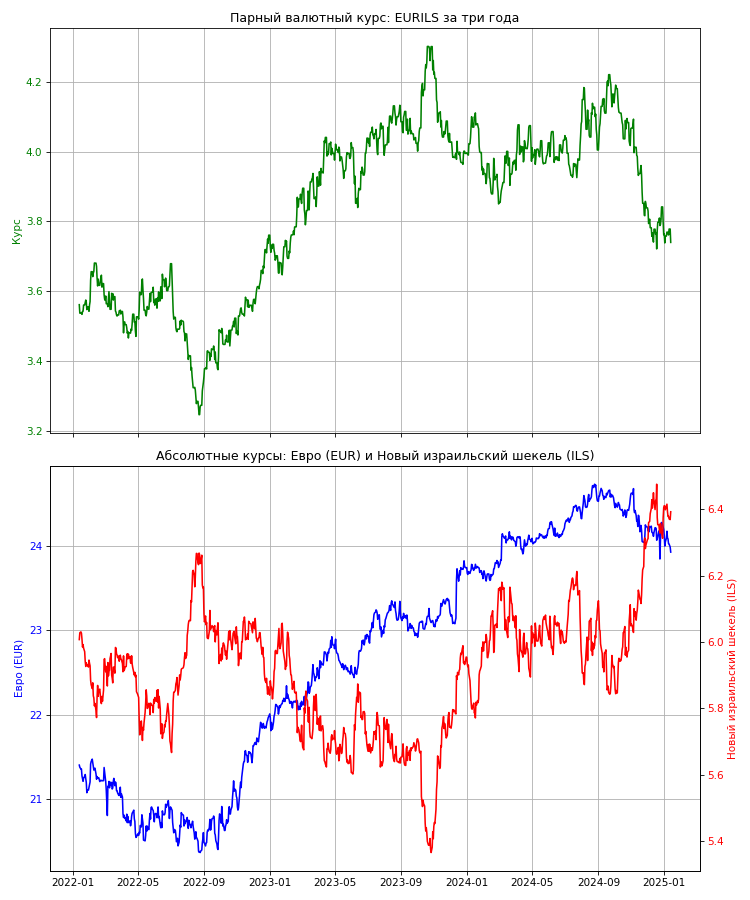 Парный валютный курс: EURILS за три года
Курс
4.2
4.0
3.8
3.6
3.4
3.2
Абсолютные курсы: Евро (EUR) и Новый израильский шекель (ILS)
Евро (EUR)
24
23
22
21
6.4
6.2
6.0
5.8
5.6
5.4
Новый израильский шекель (ILS)
2022-01 2022-05 2022-09 2023-01 2023-05 2023-09 2024-01 2024-05 2024-09 2025-01